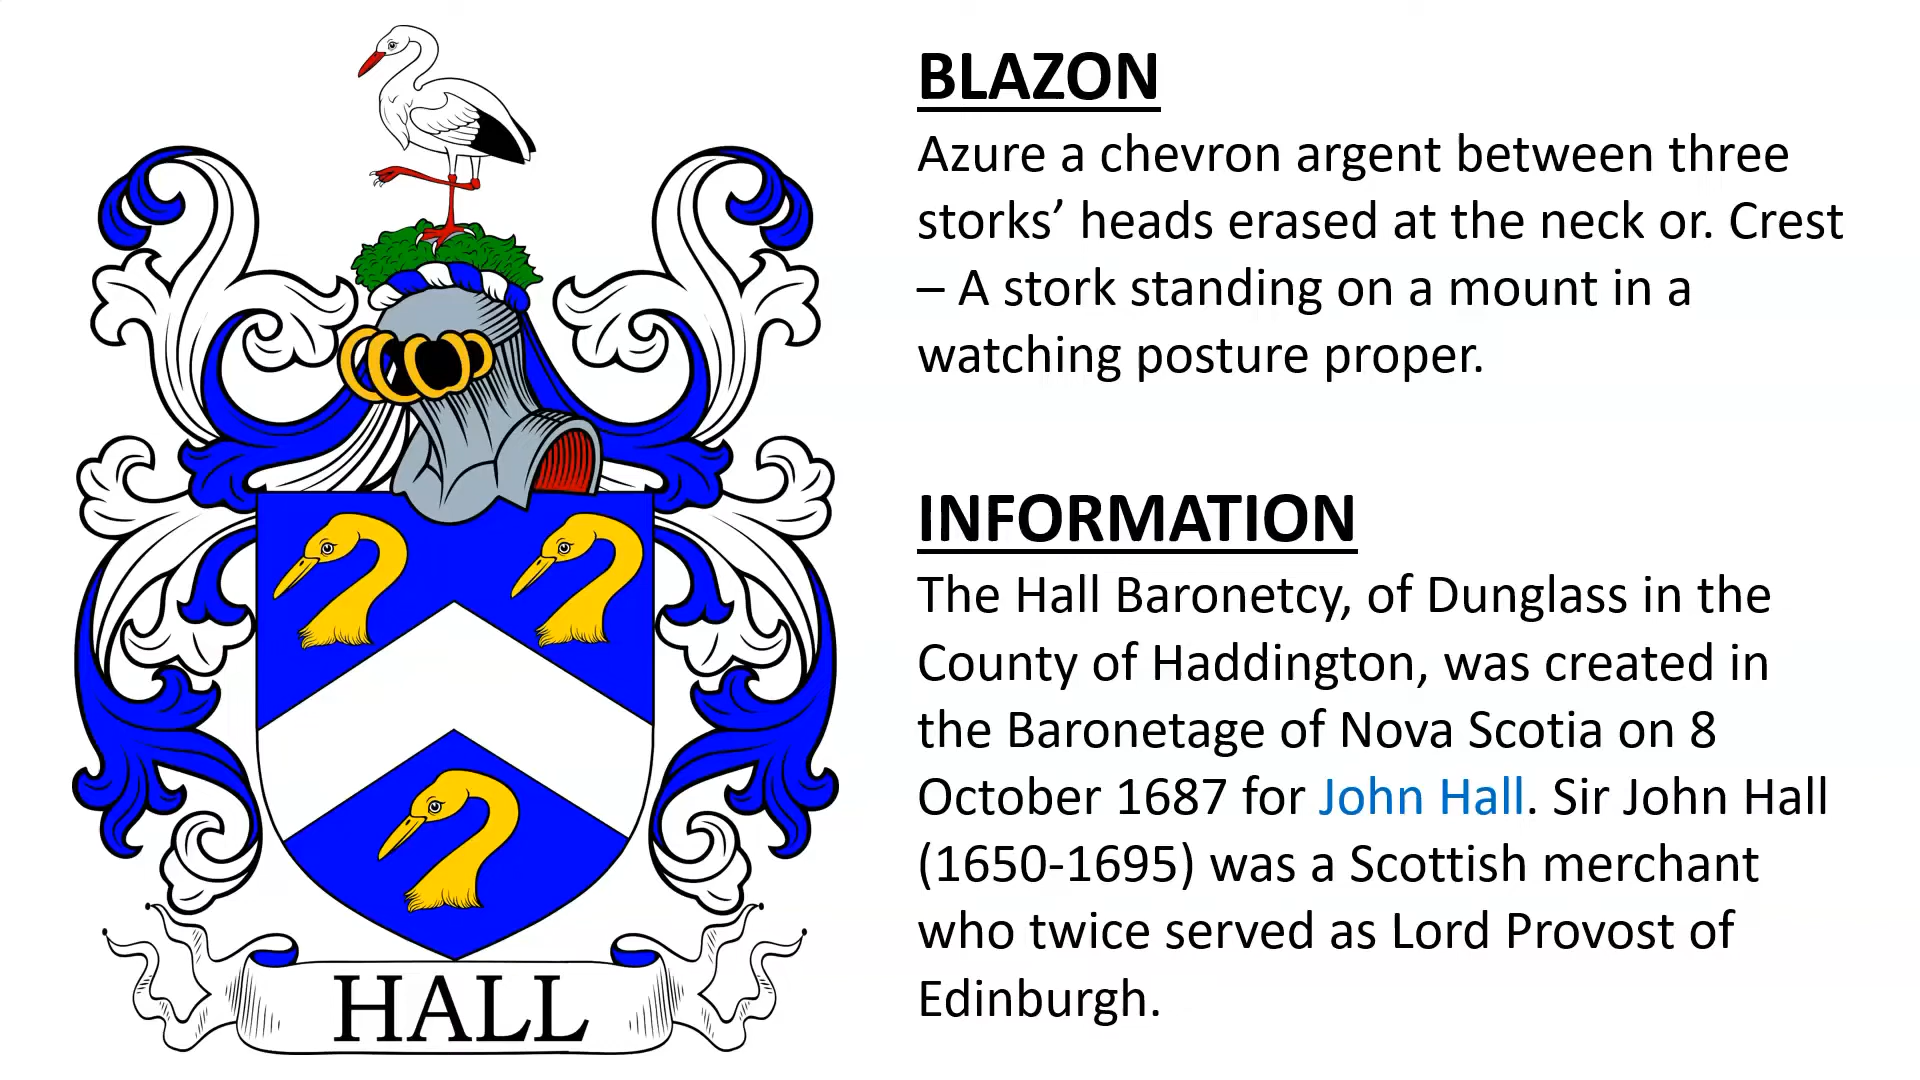 BLAZON
Azure a chevron argent between three
storks’ heads erased at the neck or. Crest
– A stork standing on a mount in a
watching posture proper.
INFORMATION
The Hall Baronetcy, of Dunglass in the
County of Haddington, was created in
the Baronetage of Nova Scotia on 8
October 1687 for John Hall. Sir John Hall
(1650-1695) was a Scottish merchant
who twice served as Lord Provost of
Edinburgh.
HALL